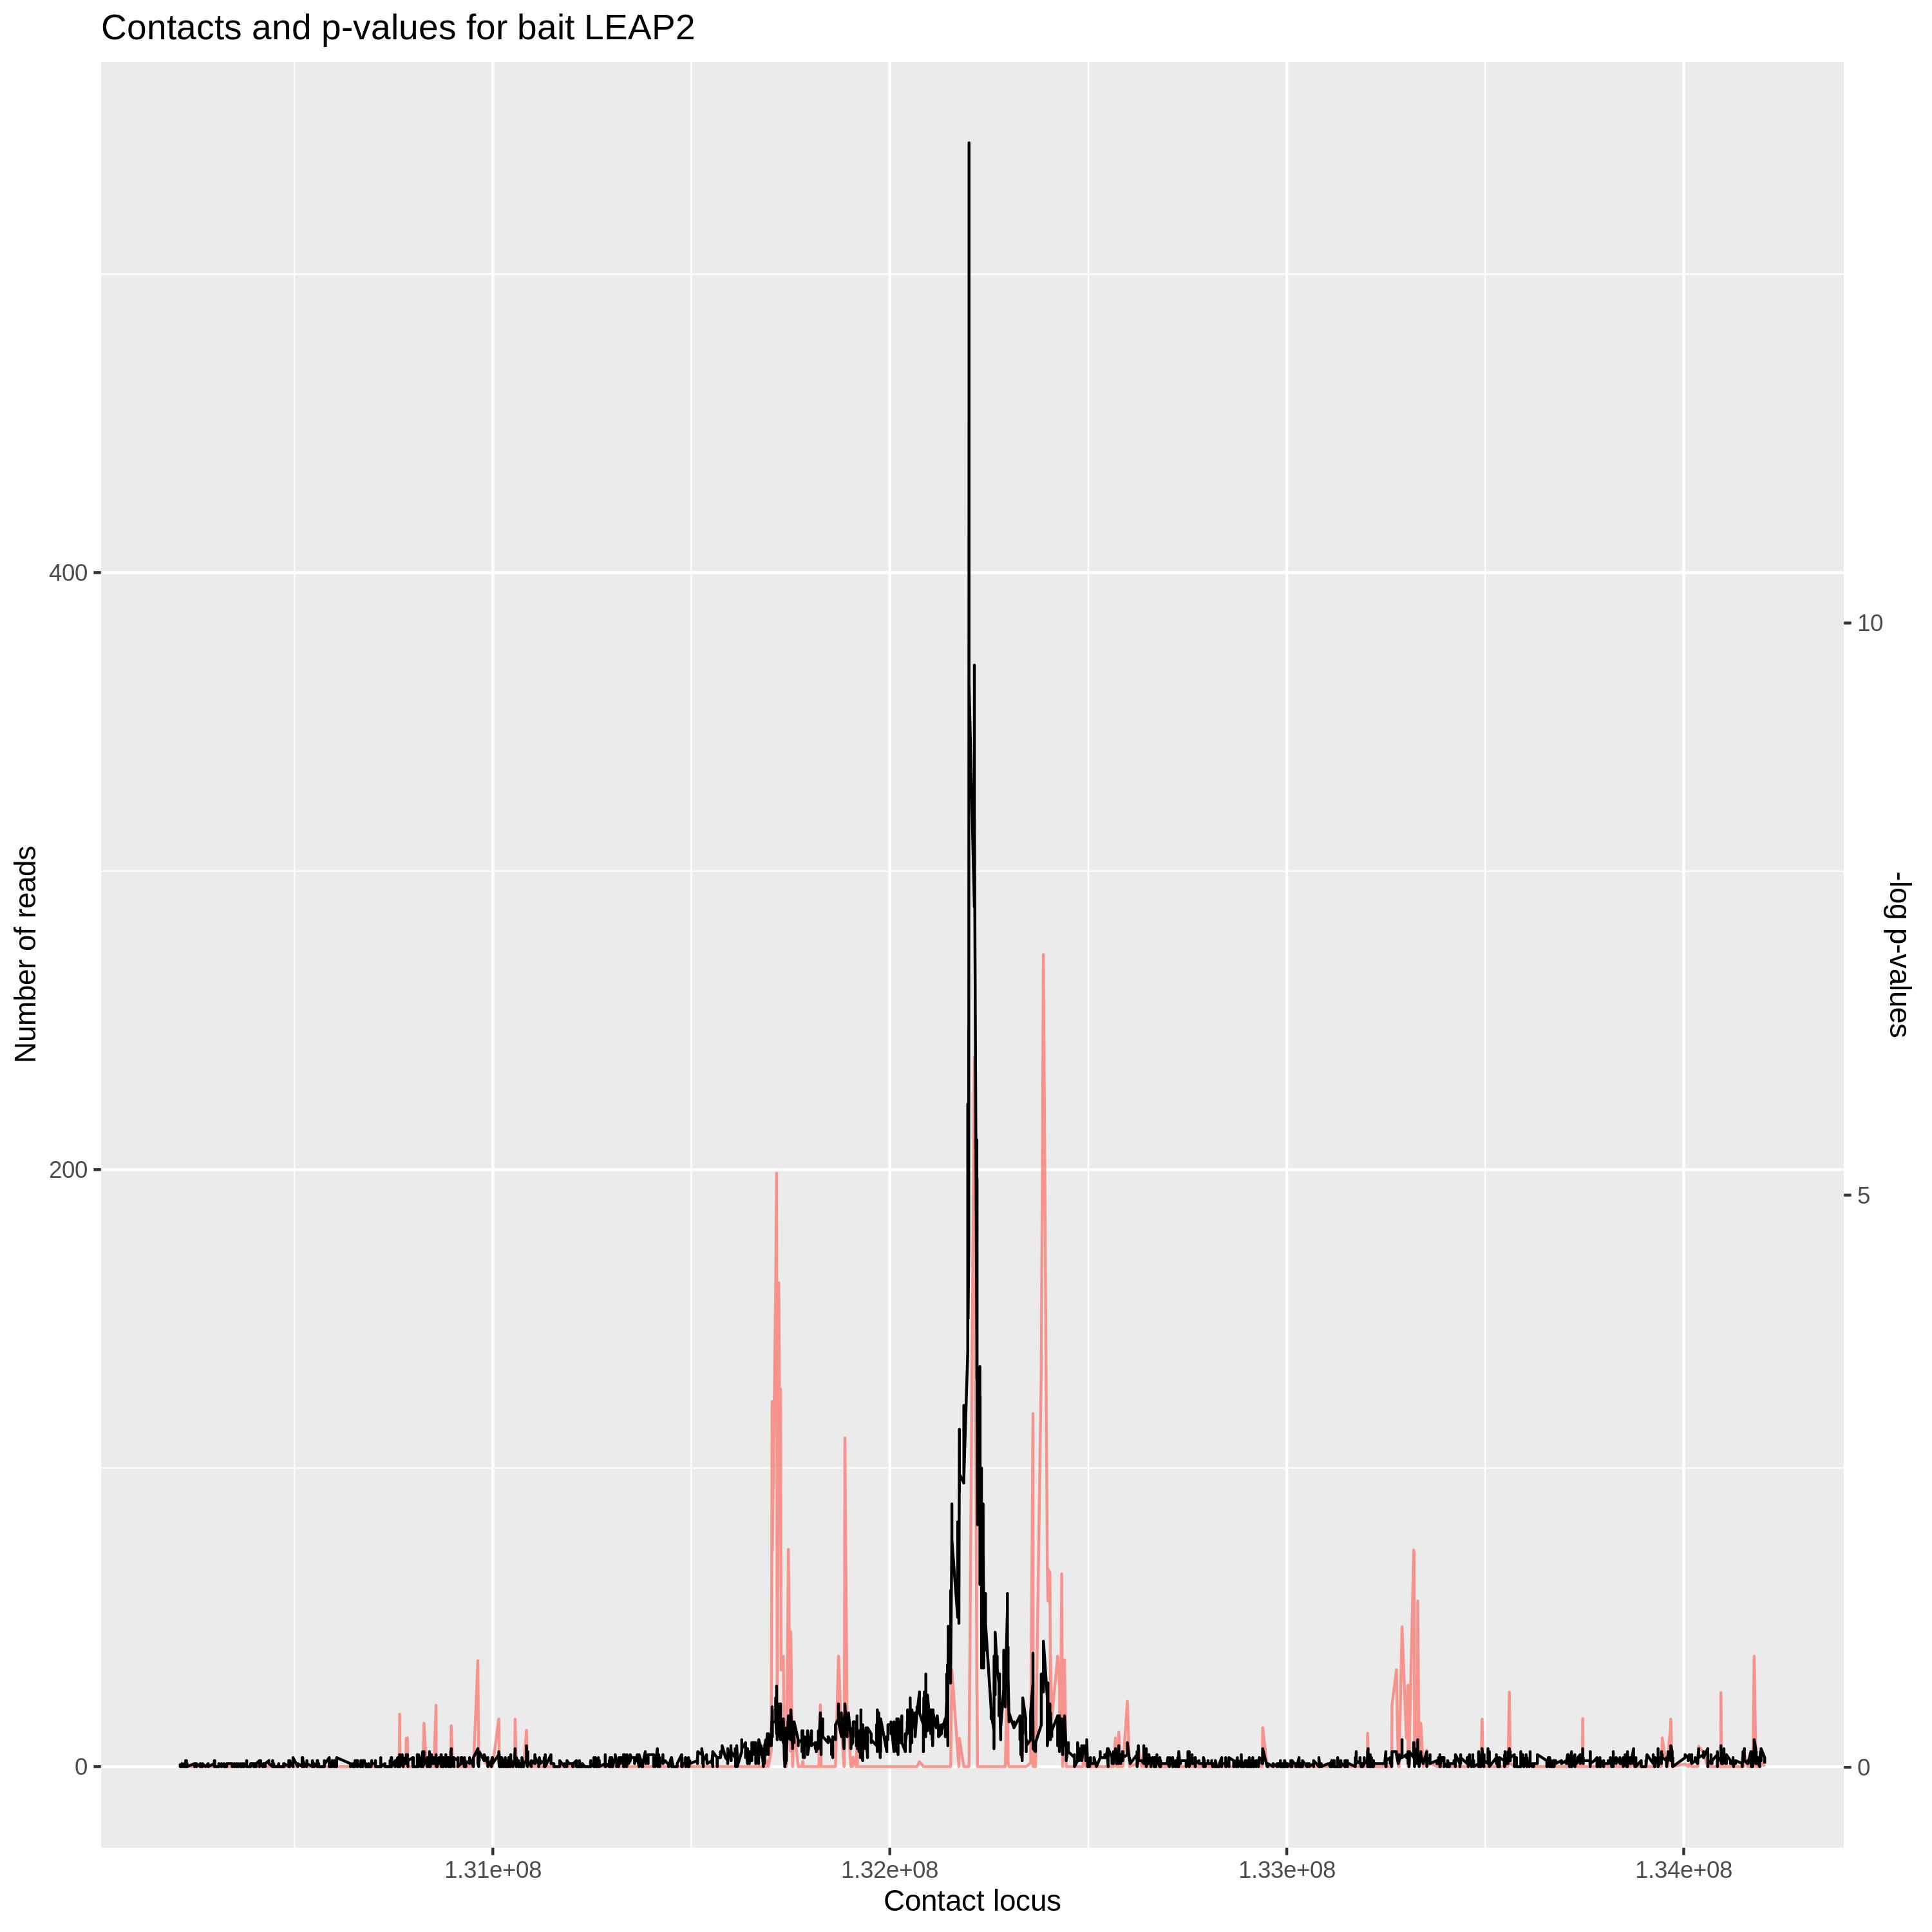 Contacts and p-values for bait LEAP2
400
200
0
Number of reads
10
5
0
-log p-values
1.31e+08
1.32e+08
1.33e+08
1.34e+08
Contact locus